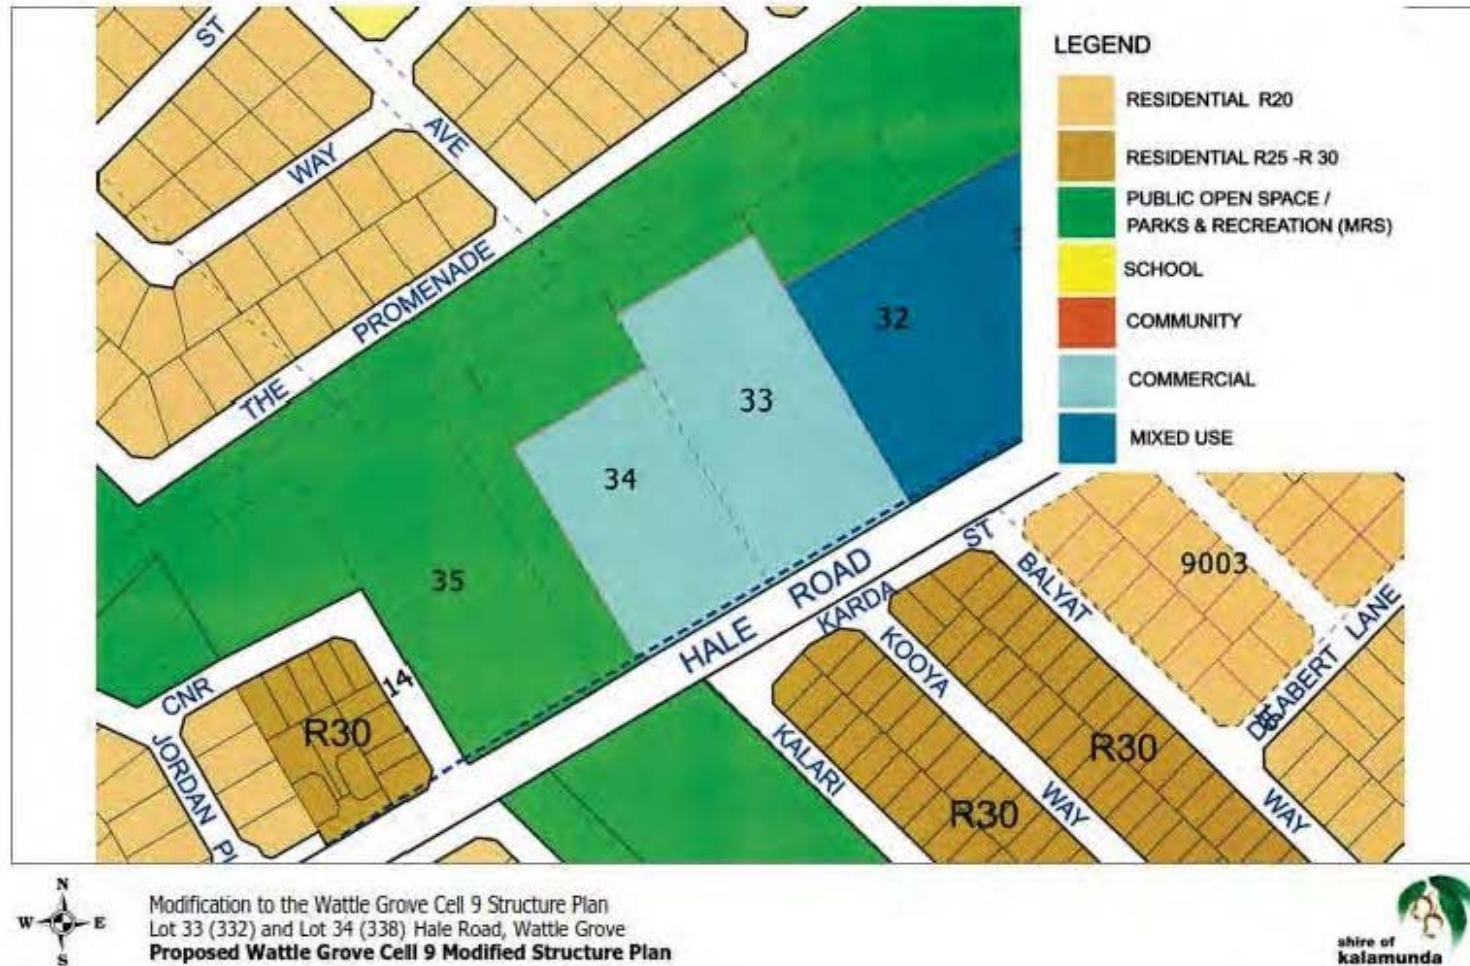 ST
WAY
AVE
THE
PROMENADE
32
33
34
35
HALE ROAD
ST
KARDA
BALYAT
9003
LANE
KOOYA
CNR
14
R30
JORDAN PL
KALARI
R30
R30
WAY
WAY
LEGEND
RESIDENTIAL R20
RESIDENTIAL R25 -R 30
PUBLIC OPEN SPACE /
PARKS & RECREATION (MRS)
SCHOOL
COMMUNITY
COMMERCIAL
MIXED USE
N
W E
S
Modification to the Wattle Grove Cell 9 Structure Plan
Lot 33 (332) and Lot 34 (338) Hale Road, Wattle Grove
Proposed Wattle Grove Cell 9 Modified Structure Plan
shire of
kalamunda